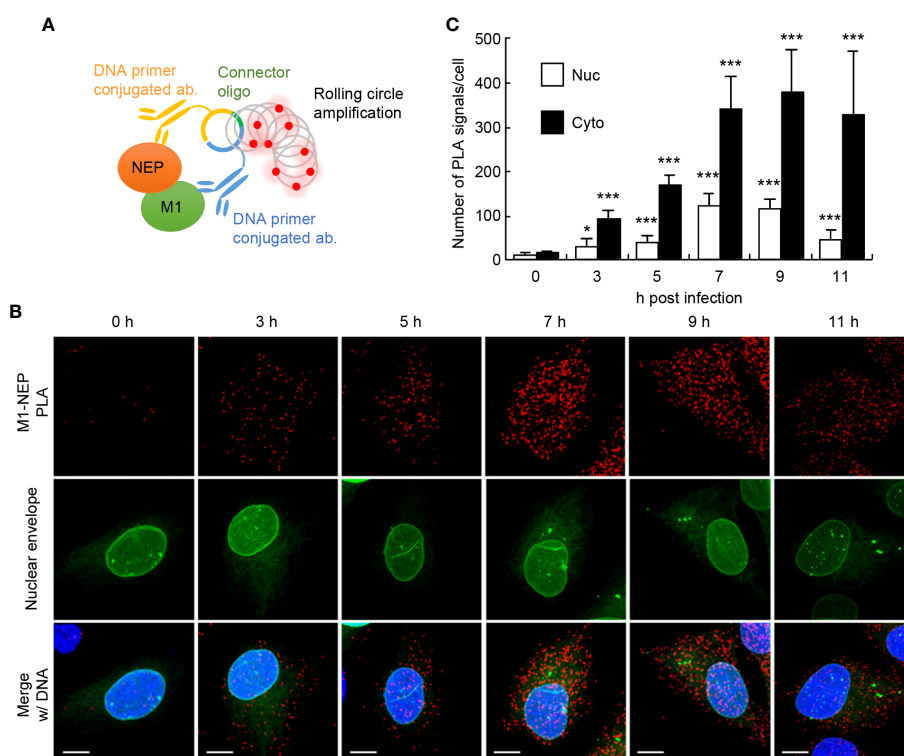 A
DNA primer
conjugated ab.
Connector
oligo
Rolling circle
amplification
NEP
M1
DNA primer
conjugated ab.
C
Number of PLA signals/cell
500
400
300
200
100
0
Nuc
Cyto
*
***
***
***
***
***
***
***
***
***
0
3
5
7
9
11
h post infection
B
0 h
3 h
5 h
7 h
9 h
11 h
M1-NEP
PLA
Nuclear envelope
Merge
w/ DNA